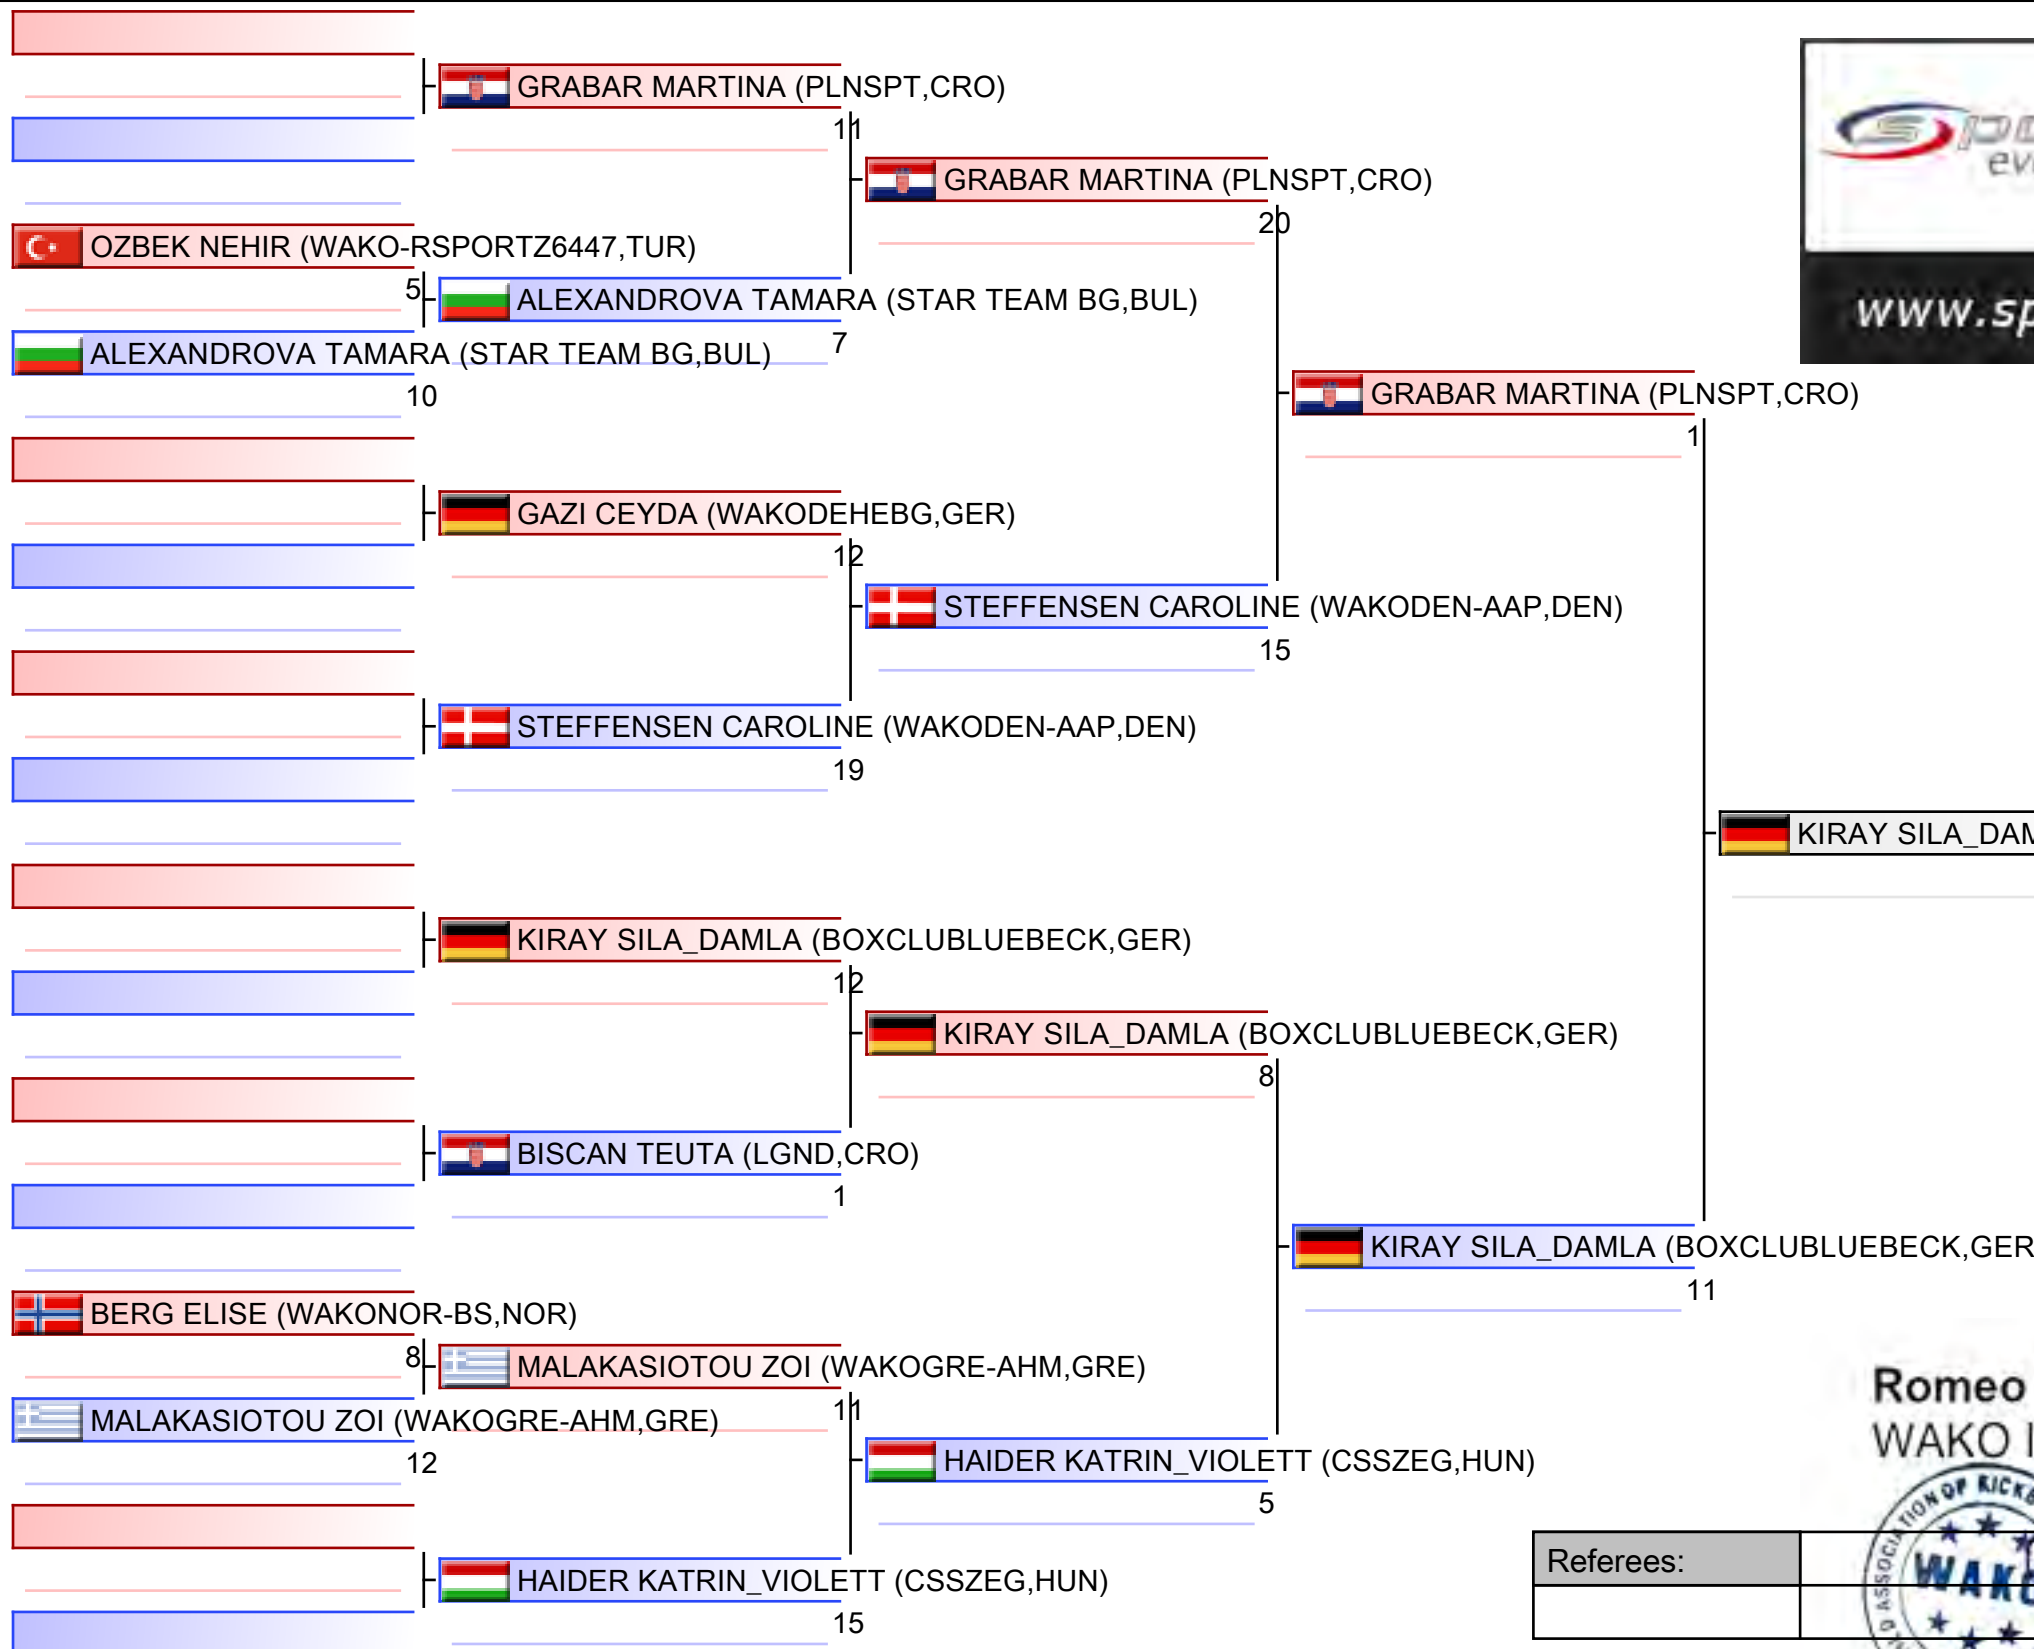 GRABAR MARTINA (PLNSPT,CRO)
11
GRABAR MARTINA (PLNSPT,CRO)
20
OZBEK NEHIR (WAKO-RSPORTZ6447,TUR)
5
ALEXANDROVA TAMARA (STAR TEAM BG,BUL)
7
ALEXANDROVA TAMARA (STAR TEAM BG,BUL)
10
www.sp
GRABAR MARTINA (PLNSPT,CRO)
1
GAZI CEYDA (WAKODEHEBG,GER)
12
STEFFENSEN CAROLINE (WAKODEN-AAP,DEN)
15
STEFFENSEN CAROLINE (WAKODEN-AAP,DEN)
19
KIRAY SILA_DAM
KIRAY SILA_DAMLA (BOXCLUBLUEBECK,GER)
12
KIRAY SILA_DAMLA (BOXCLUBLUEBECK,GER)
8
BISCAN TEUTA (LGND,CRO)
1
KIRAY SILA_DAMLA (BOXCLUBLUEBECK,GER
11
BERG ELISE (WAKONOR-BS,NOR)
8
MALAKASIOTOU ZOI (WAKOGRE-AHM,GRE)
11
MALAKASIOTOU ZOI (WAKOGRE-AHM,GRE)
12
HAIDER KATRIN_VIOLETT (CSSZEG,HUN)
5
HAIDER KATRIN_VIOLETT (CSSZEG,HUN)
15
Romeo
WAKO
Referees:
ASSOCIATION OF KICKB
WAKO